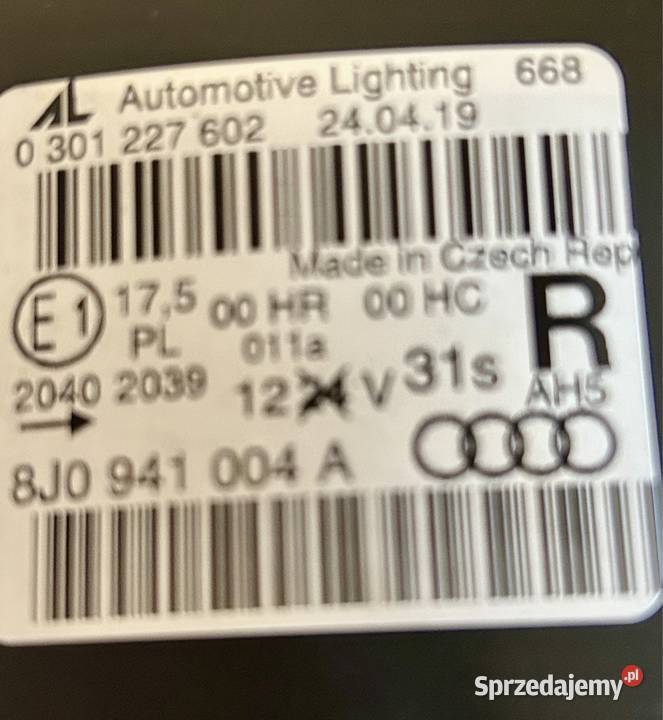 AL Automotive Lighting 668
0 301 227 602 24.04.19
Made in Czech Rep
E1 17,5 00 HR 00 HC R
PL 011a
2040 2039 12 24 V 31s AH5
8J0 941 004 A
Sprzedajemy.pl